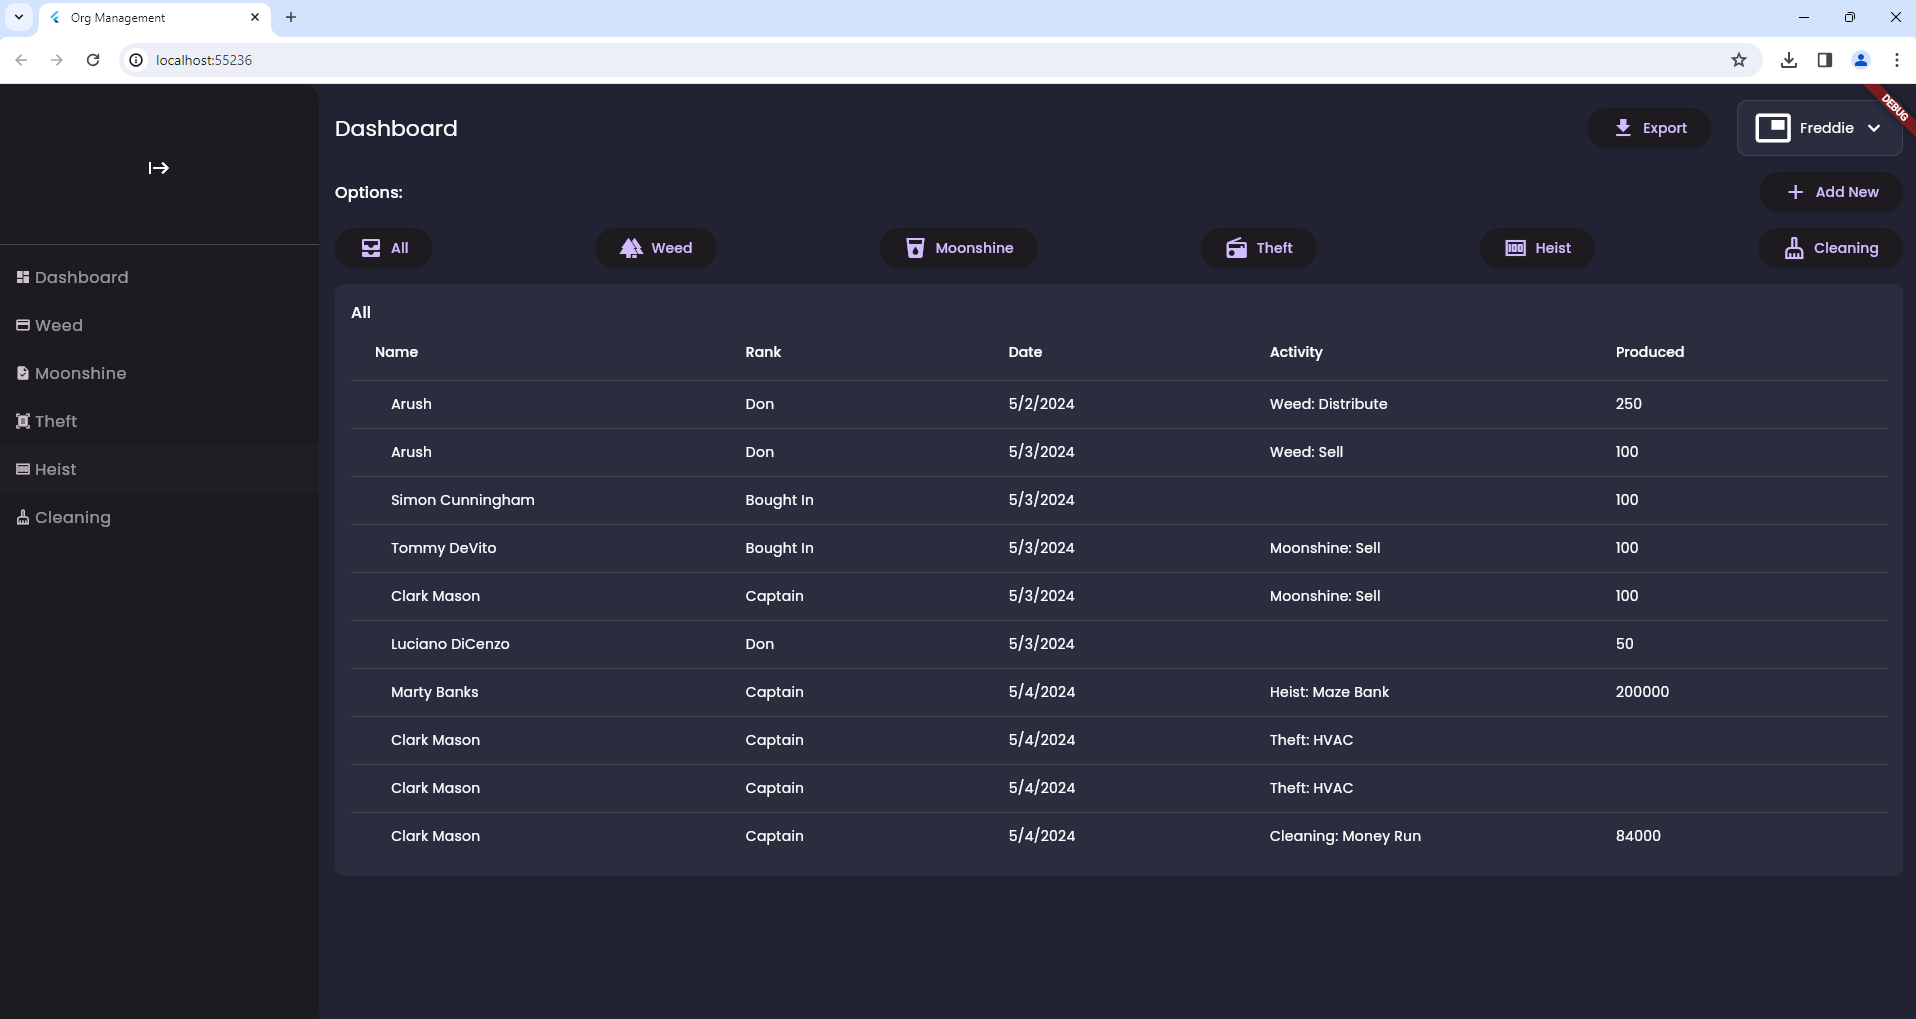 Org Management
localhost:55236
DEBUG
Dashboard
Export
Freddie
Options:
Add New
All
Weed
Moonshine
Theft
Heist
Cleaning
Dashboard
Weed
Moonshine
Theft
Heist
Cleaning
All
Name Rank Date Activity Produced
Arush Don 5/2/2024 Weed: Distribute 250
Arush Don 5/3/2024 Weed: Sell 100
Simon Cunningham Bought In 5/3/2024 100
Tommy DeVito Bought In 5/3/2024 Moonshine: Sell 100
Clark Mason Captain 5/3/2024 Moonshine: Sell 100
Luciano DiCenzo Don 5/3/2024 50
Marty Banks Captain 5/4/2024 Heist: Maze Bank 200000
Clark Mason Captain 5/4/2024 Theft: HVAC
Clark Mason Captain 5/4/2024 Theft: HVAC
Clark Mason Captain 5/4/2024 Cleaning: Money Run 84000